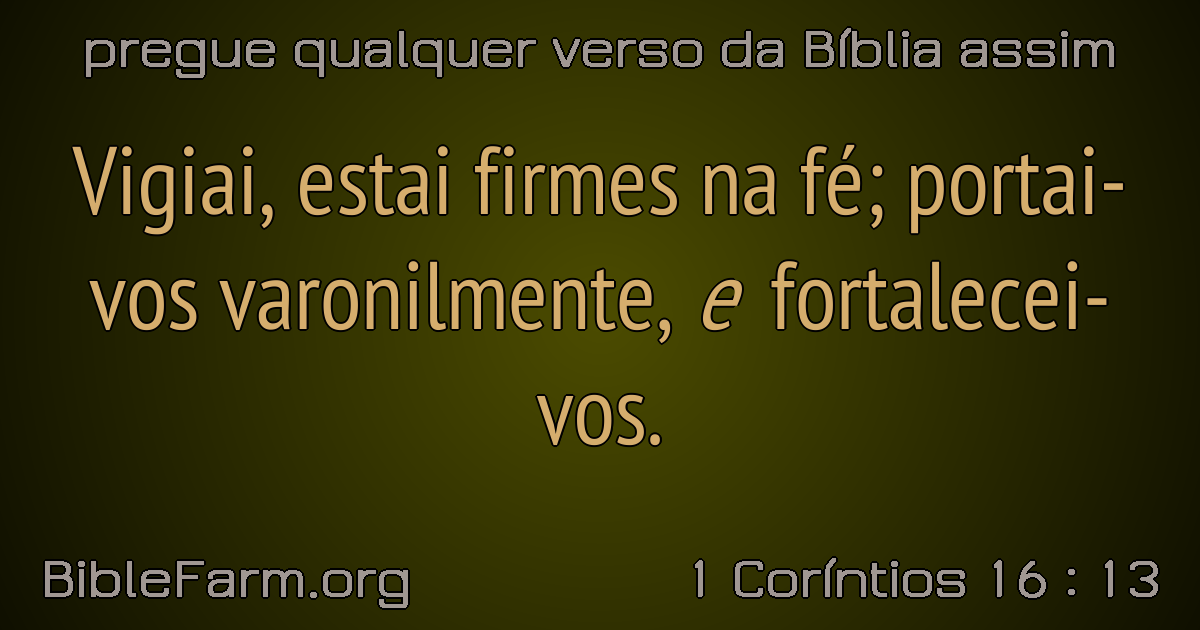 pregue qualquer verso da Bíblia assim
Vigiai, estai firmes na fé; portai-
vos varonilmente, e fortalecei-
vos.
BibleFarm.org
1 Coríntios 16 : 13